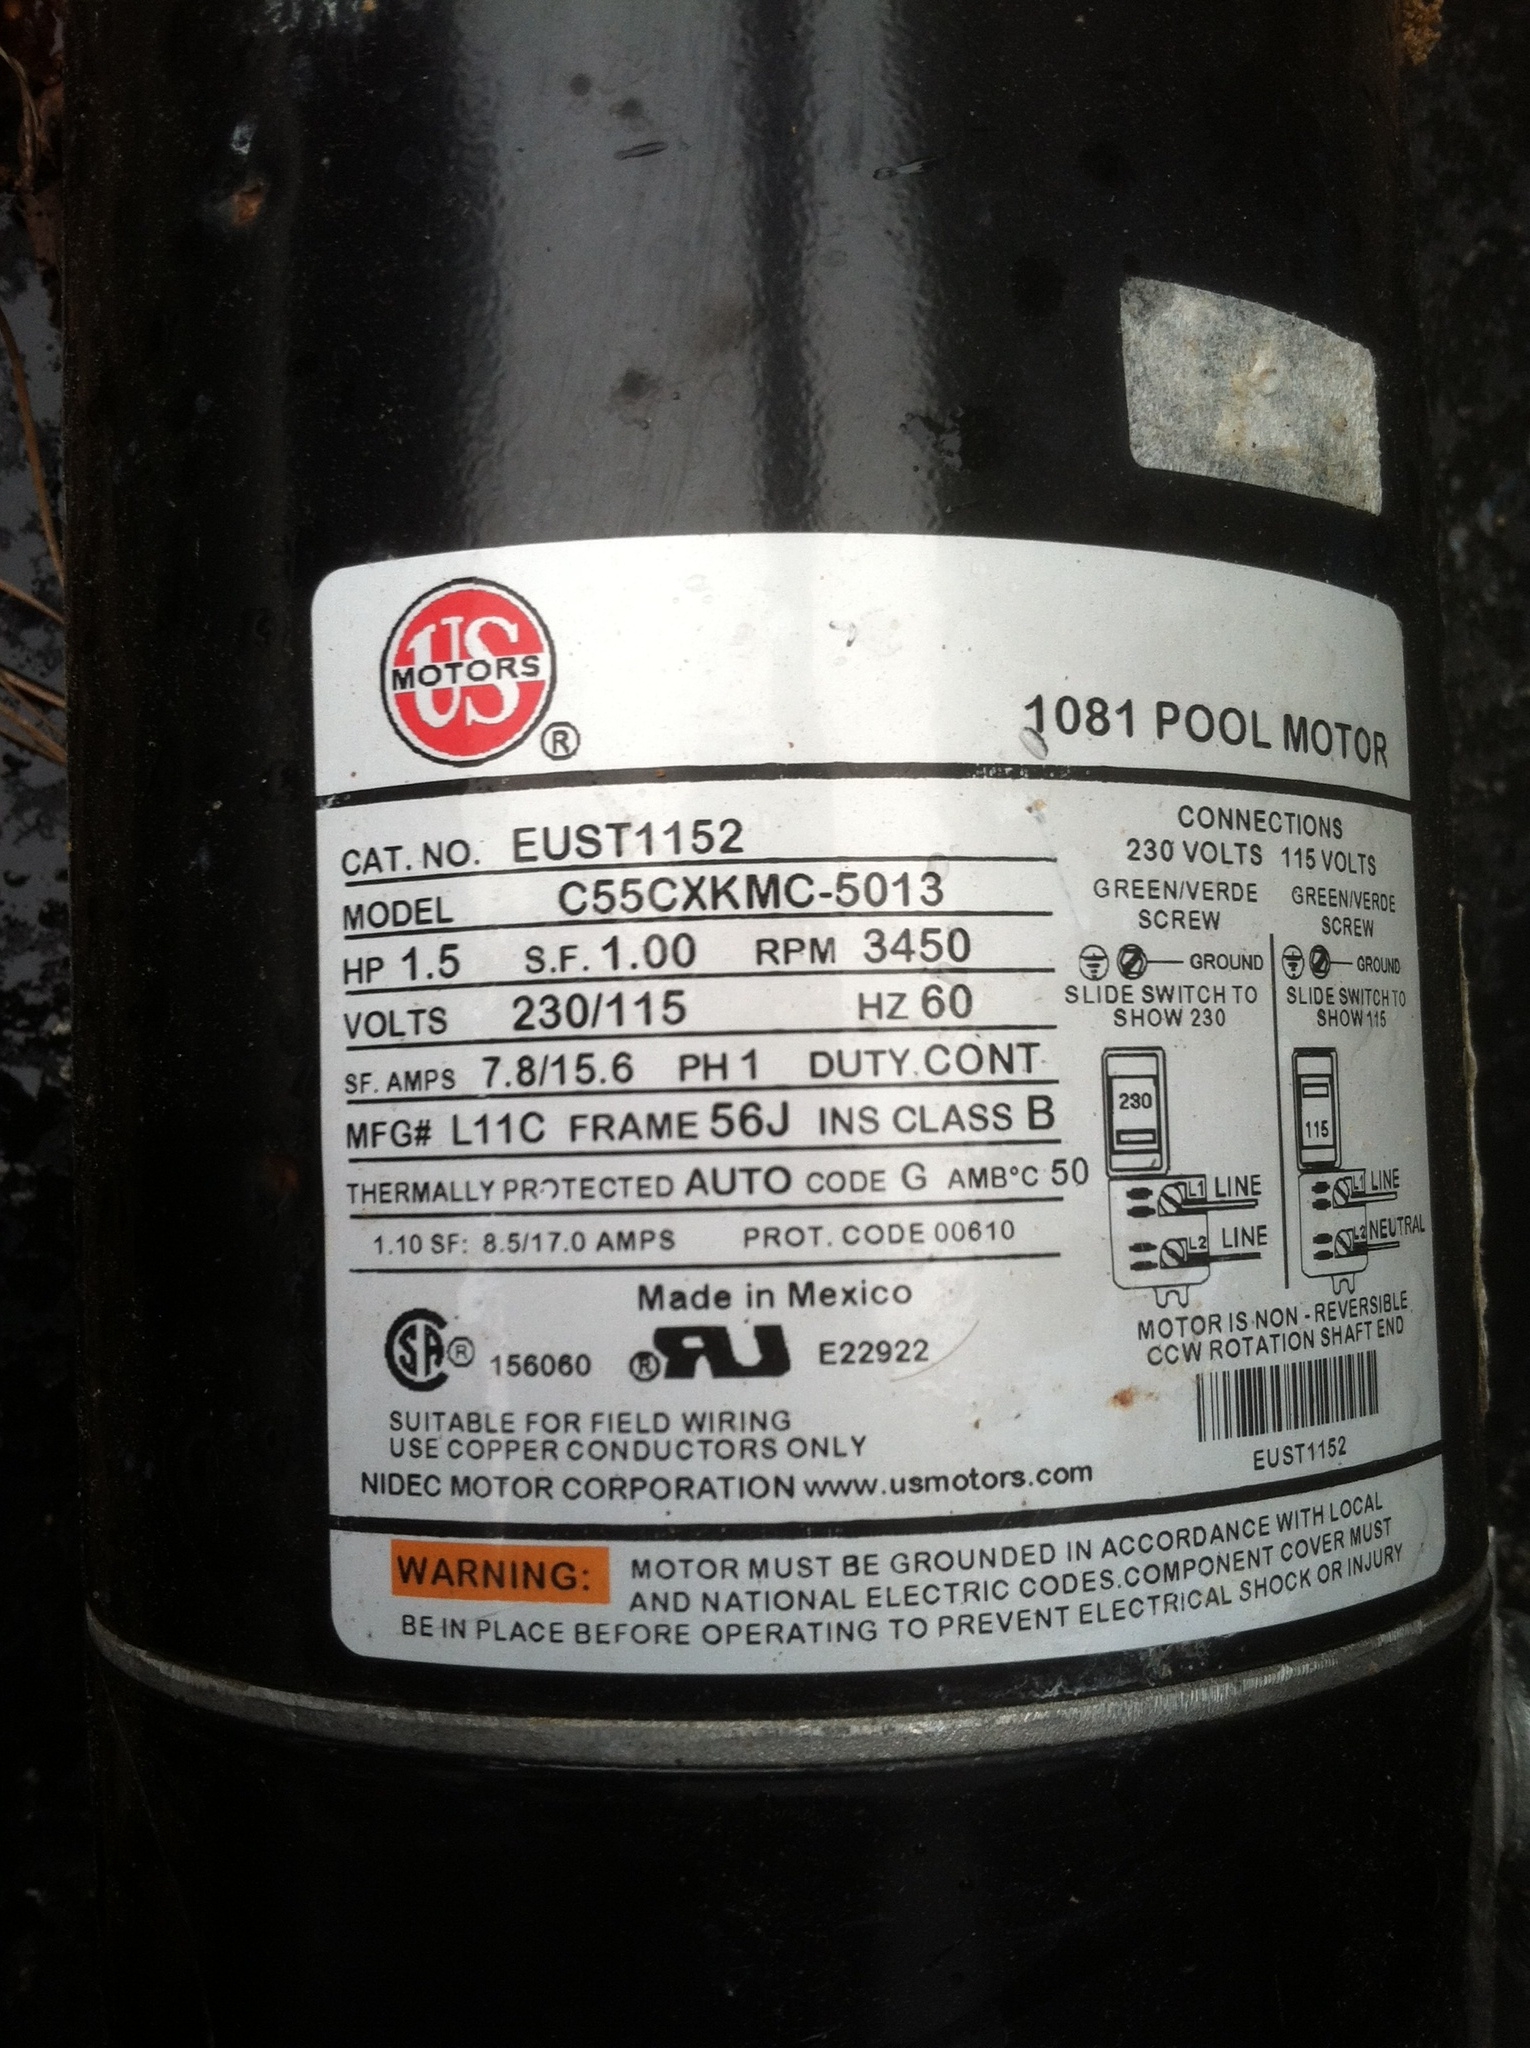 US
MOTORS
®
1081 POOL MOTOR
CAT. NO. EUST1152
MODEL C55CXKMC-5013
HP 1.5 S.F. 1.00 RPM 3450
VOLTS 230/115 HZ 60
SF. AMPS 7.8/15.6 PH 1 DUTY CONT
MFG# L11C FRAME 56J INS CLASS B
THERMALLY PROTECTED AUTO CODE G AMB°C 50
1.10 SF: 8.5/17.0 AMPS PROT. CODE 00610
Made in Mexico
SA® 156060 ®RU E22922
SUITABLE FOR FIELD WIRING
USE COPPER CONDUCTORS ONLY
NIDEC MOTOR CORPORATION www.usmotors.com
CONNECTIONS
230 VOLTS 115 VOLTS
GREEN/VERDE
SCREW
GROUND
SLIDE SWITCH TO
SHOW 230
230
L1 LINE
L2 LINE
GREEN/VERDE
SCREW
GROUND
SLIDE SWITCH TO
SHOW 115
115
L1 LINE
L2 NEUTRAL
MOTOR IS NON - REVERSIBLE
CCW ROTATION SHAFT END
EUST1152
WARNING: MOTOR MUST BE GROUNDED IN ACCORDANCE WITH LOCAL
AND NATIONAL ELECTRIC CODES. COMPONENT COVER MUST
BE IN PLACE BEFORE OPERATING TO PREVENT ELECTRICAL SHOCK OR INJURY